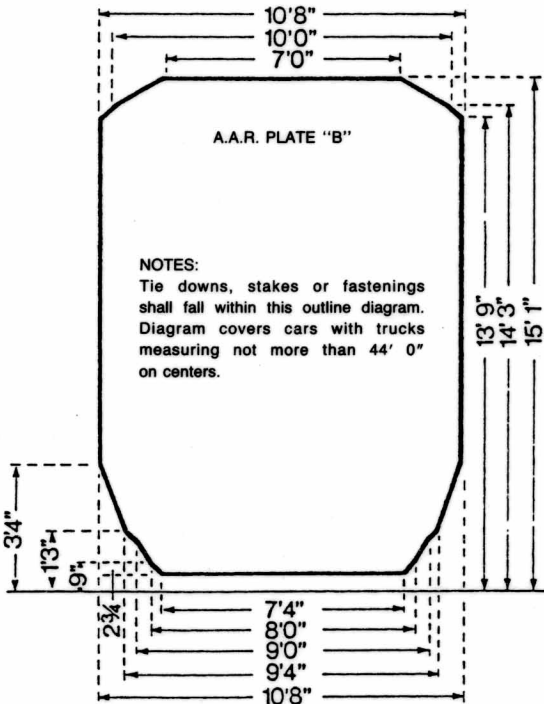 10'8"
10'0"
7'0"
A.A.R. PLATE "B"
NOTES:
Tie downs, stakes or fastenings
shall fall within this outline diagram.
Diagram covers cars with trucks
measuring not more than 44' 0"
on centers.
13' 9"
14' 3"
15' 1"
3'4"
1'3"
9"
2¾
7'4"
8'0"
9'0"
9'4"
10'8"